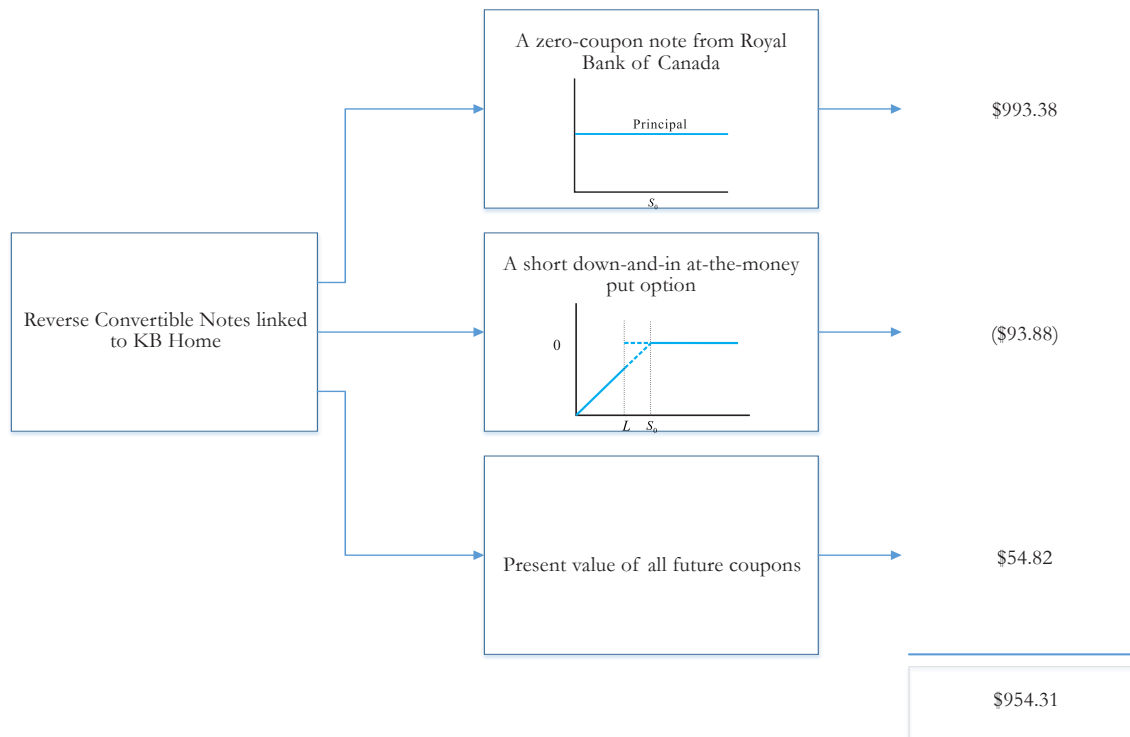 A zero-coupon note from Royal
Bank of Canada
Principal
S₀
$993.38
Reverse Convertible Notes linked
to KB Home
A short down-and-in at-the-money
put option
0
L S₀
($93.88)
Present value of all future coupons
$54.82
$954.31